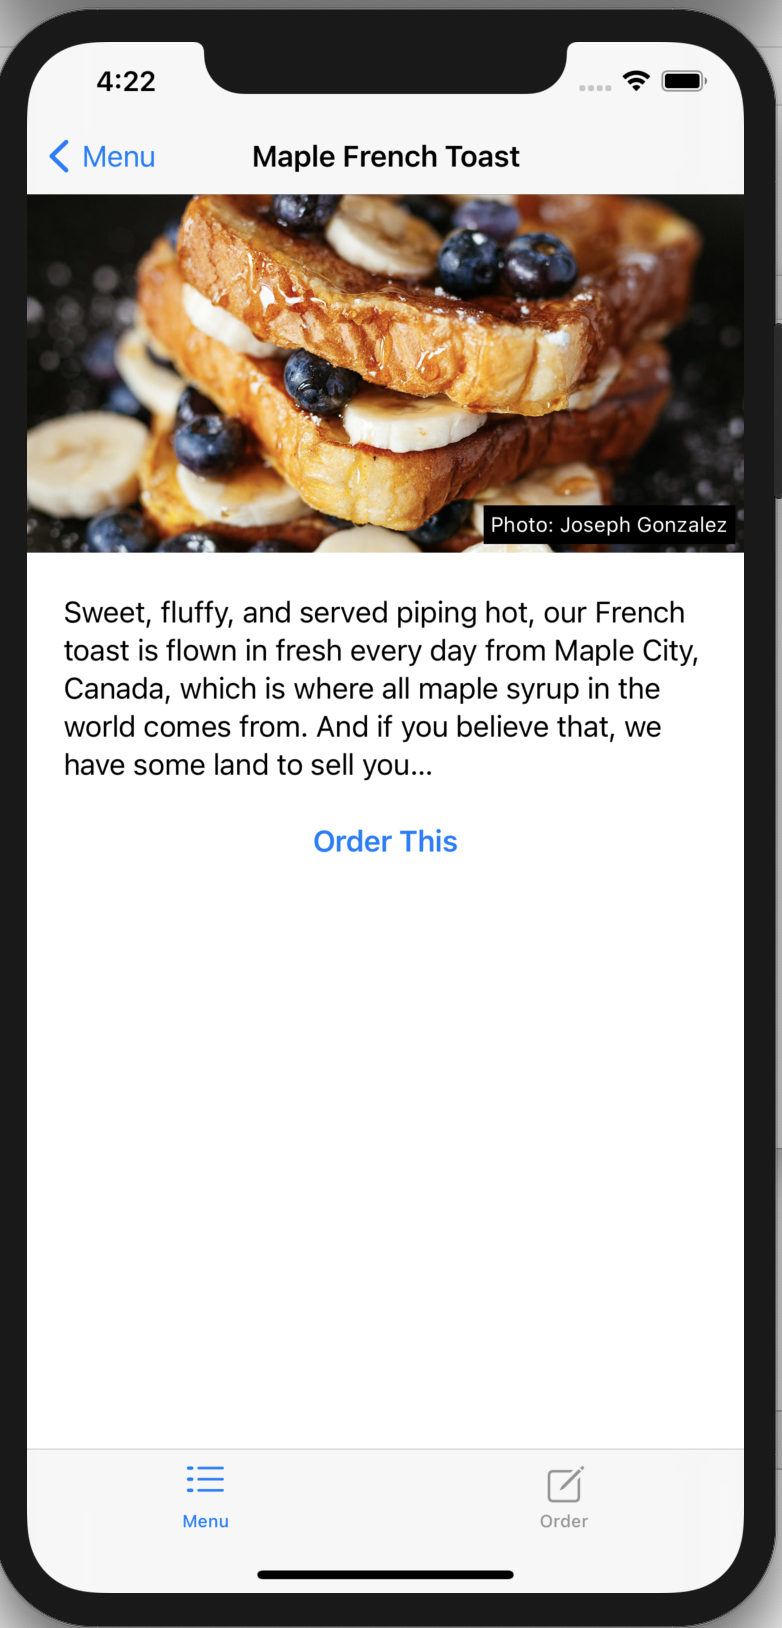 4:22
Menu
Maple French Toast
Photo: Joseph Gonzalez
Sweet, fluffy, and served piping hot, our French
toast is flown in fresh every day from Maple City,
Canada, which is where all maple syrup in the
world comes from. And if you believe that, we
have some land to sell you...
Order This
Menu
Order